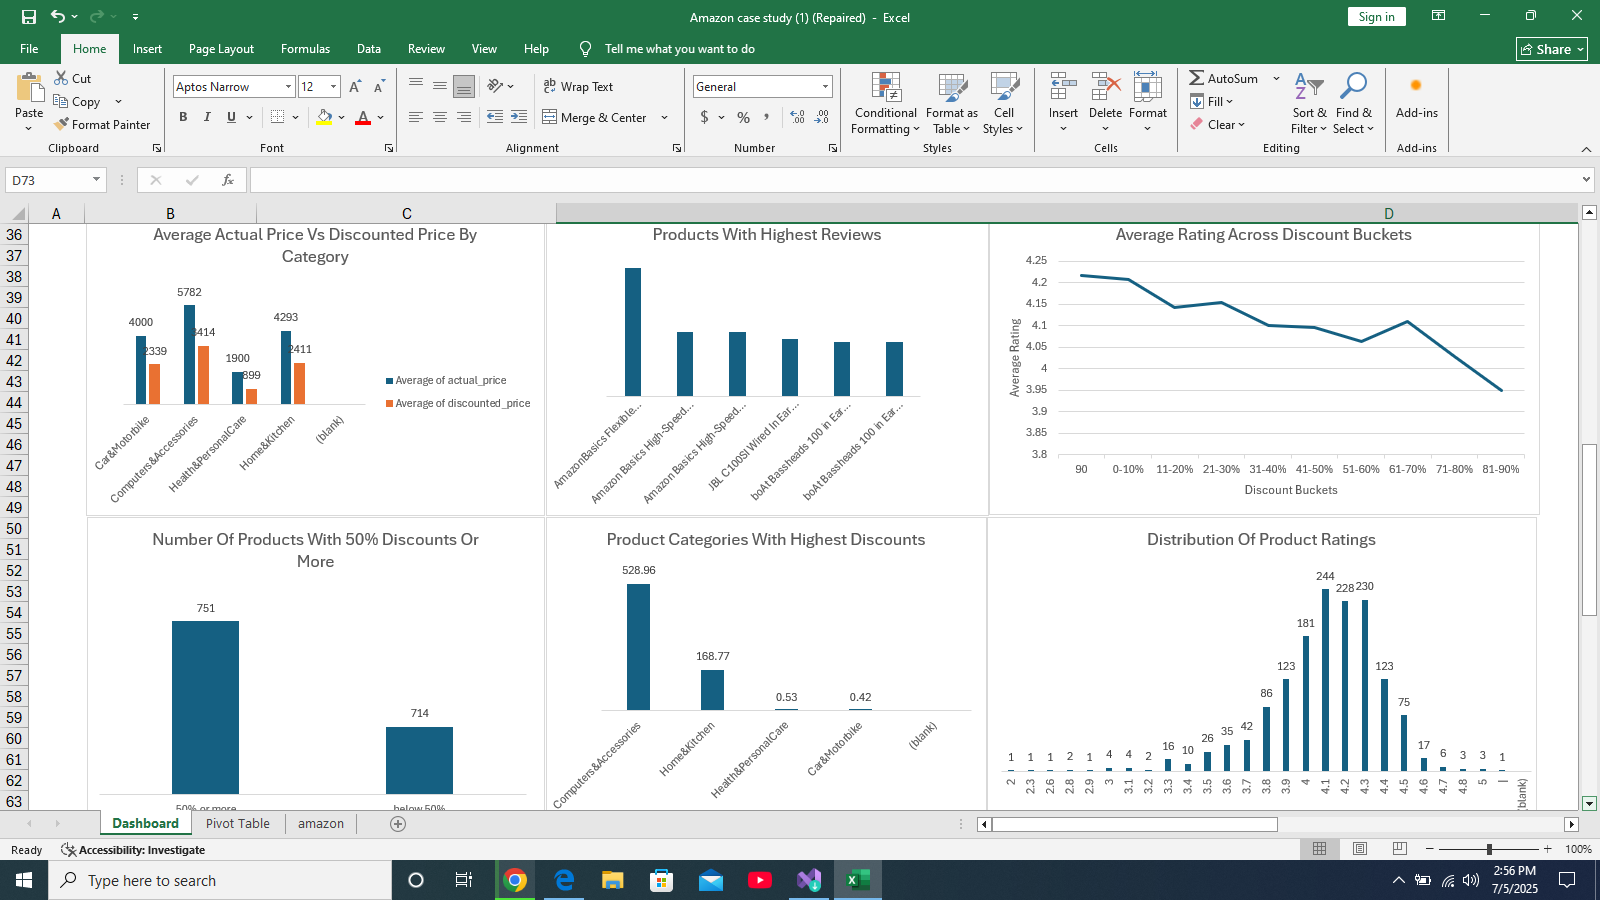 Amazon case study (1) (Repaired) - Excel
Sign in
File Home Insert Page Layout Formulas Data Review View Help Tell me what you want to do
Share
Paste
Cut
Copy
Format Painter
Clipboard
Aptos Narrow 12
B I U
Font
Wrap Text
Merge & Center
Alignment
General
$ % ,
Number
Conditional Formatting
Format as Table
Cell Styles
Styles
Insert Delete Format
Cells
AutoSum
Fill
Clear
Sort & Filter
Find & Select
Editing
Add-ins
Add-ins
D73
fx
A B C D
36
37
38
39
40
41
42
43
44
45
46
47
48
49
50
51
52
53
54
55
56
57
58
59
60
61
62
63
Average Actual Price Vs Discounted Price By
Category
4000
2339
5782
3414
1900
899
4293
2411
Car&Motorbike
Computers&Accessories
Health&PersonalCare
Home&Kitchen
(blank)
Average of actual_price
Average of discounted_price
Products With Highest Reviews
AmazonBasics Flexible...
Amazon Basics High-Speed...
Amazon Basics High-Speed...
JBL C100SI Wired In Ear...
boAt Bassheads 100 in Ear...
boAt Bassheads 100 in Ear...
Average Rating Across Discount Buckets
Average Rating
4.25
4.2
4.15
4.1
4.05
4
3.95
3.9
3.85
3.8
90 0-10% 11-20% 21-30% 31-40% 41-50% 51-60% 61-70% 71-80% 81-90%
Discount Buckets
Number Of Products With 50% Discounts Or
More
751
714
50% or more below 50%
Product Categories With Highest Discounts
528.96
168.77
0.53
0.42
Computers&Accessories
Home&Kitchen
Health&PersonalCare
Car&Motorbike
(blank)
Distribution Of Product Ratings
1 1 1 2 1 4 4 2 16 10 26 35 42 86 123 181 244 228 230 123 75 17 6 3 3 1
2 2.3 2.6 2.8 2.9 3 3.1 3.2 3.3 3.4 3.5 3.6 3.7 3.8 3.9 4 4.1 4.2 4.3 4.4 4.5 4.6 4.7 4.8 5 | (blank)
Dashboard Pivot Table amazon
Ready Accessibility: Investigate
100%
Type here to search
2:56 PM
7/5/2025